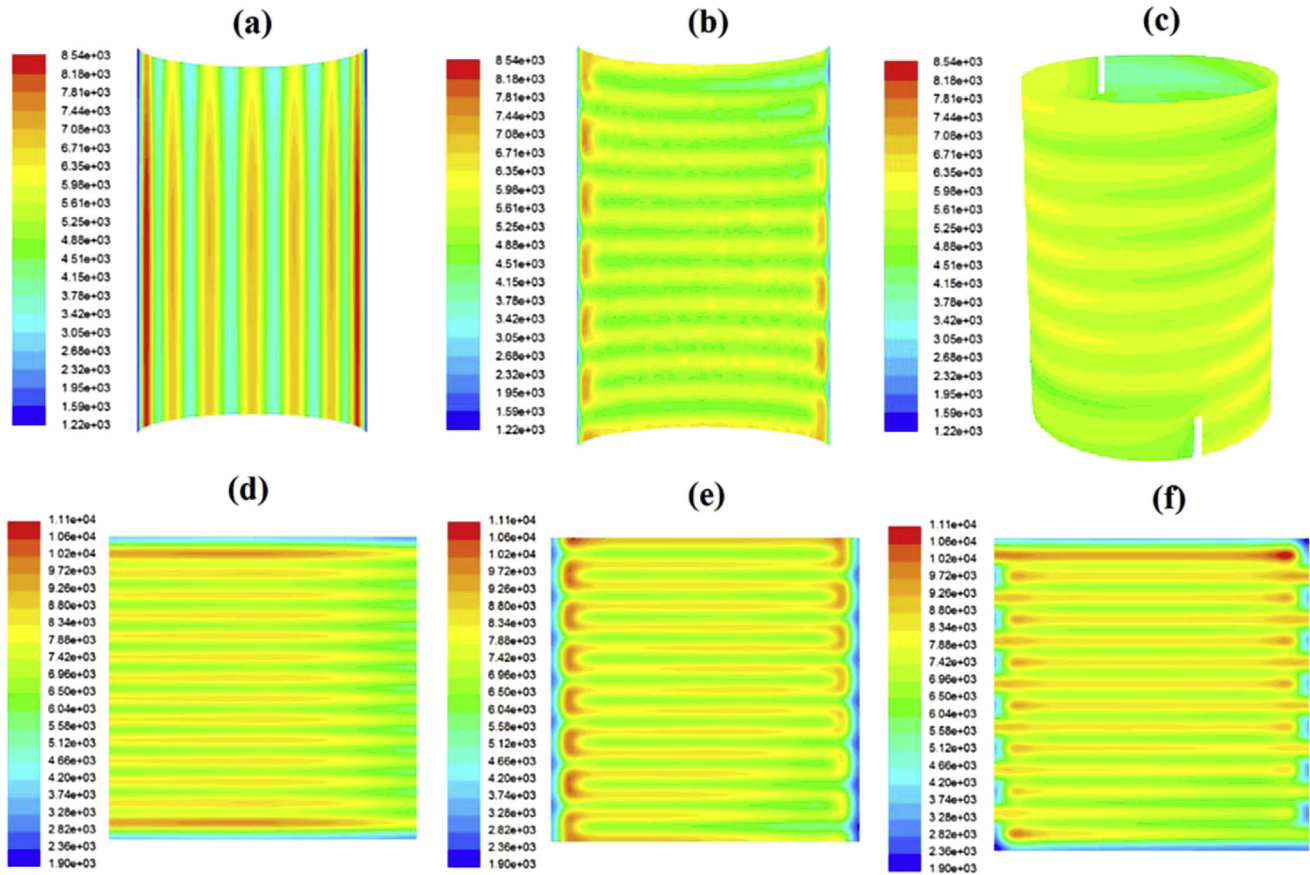 (a)
8.54e+03
8.18e+03
7.81e+03
7.44e+03
7.08e+03
6.71e+03
6.35e+03
5.98e+03
5.61e+03
5.25e+03
4.88e+03
4.51e+03
4.15e+03
3.78e+03
3.42e+03
3.05e+03
2.68e+03
2.32e+03
1.95e+03
1.59e+03
1.22e+03
(b)
8.54e+03
8.18e+03
7.81e+03
7.44e+03
7.08e+03
6.71e+03
6.35e+03
5.98e+03
5.61e+03
5.25e+03
4.88e+03
4.51e+03
4.15e+03
3.78e+03
3.42e+03
3.05e+03
2.68e+03
2.32e+03
1.95e+03
1.59e+03
1.22e+03
(c)
8.54e+03
8.18e+03
7.81e+03
7.44e+03
7.08e+03
6.71e+03
6.35e+03
5.98e+03
5.61e+03
5.25e+03
4.88e+03
4.51e+03
4.15e+03
3.78e+03
3.42e+03
3.05e+03
2.68e+03
2.32e+03
1.95e+03
1.59e+03
1.22e+03
(d)
1.11e+04
1.06e+04
1.02e+04
9.72e+03
9.26e+03
8.80e+03
8.34e+03
7.88e+03
7.42e+03
6.96e+03
6.50e+03
6.04e+03
5.58e+03
5.12e+03
4.66e+03
4.20e+03
3.74e+03
3.28e+03
2.82e+03
2.36e+03
1.90e+03
(e)
1.11e+04
1.06e+04
1.02e+04
9.72e+03
9.26e+03
8.80e+03
8.34e+03
7.88e+03
7.42e+03
6.96e+03
6.50e+03
6.04e+03
5.58e+03
5.12e+03
4.66e+03
4.20e+03
3.74e+03
3.28e+03
2.82e+03
2.36e+03
1.90e+03
(f)
1.11e+04
1.06e+04
1.02e+04
9.72e+03
9.26e+03
8.80e+03
8.34e+03
7.88e+03
7.42e+03
6.96e+03
6.50e+03
6.04e+03
5.58e+03
5.12e+03
4.66e+03
4.20e+03
3.74e+03
3.28e+03
2.82e+03
2.36e+03
1.90e+03